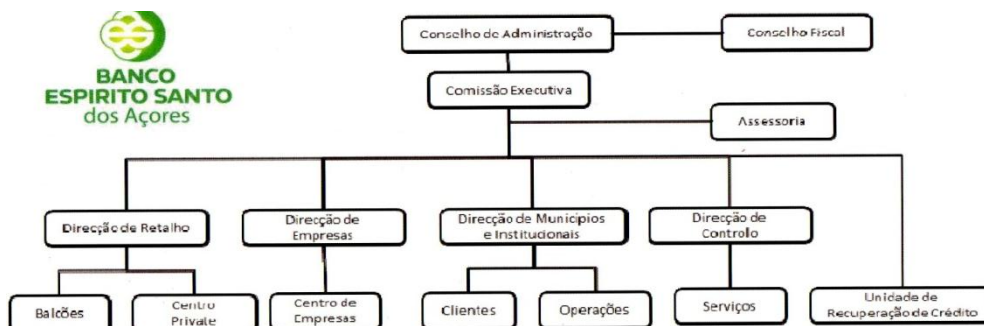 BANCO
ESPIRITO SANTO
dos Açores
Conselho de Administração
Conselho Fiscal
Comissão Executiva
Assessoria
Direcção de Retalho
Direcção de
Empresas
Direcção de Municípios
e Institucionais
Direcção de
Controlo
Balcões
Centro
Private
Centro de
Empresas
Clientes
Operações
Serviços
Unidade de
Recuperação de Crédito